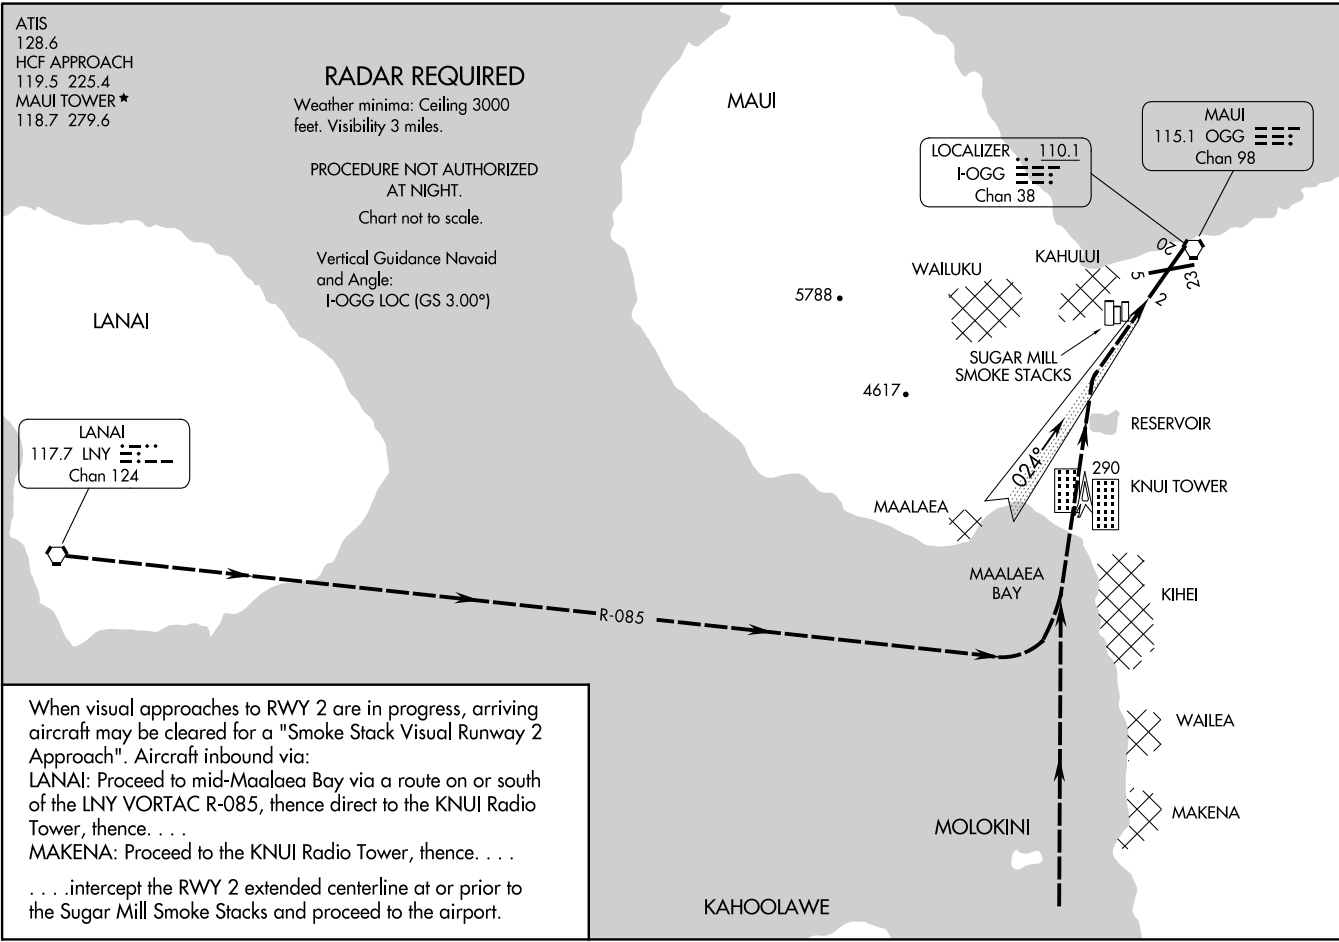 ATIS
128.6
HCF APPROACH
119.5 225.4
MAUI TOWER★
118.7 279.6
RADAR REQUIRED
Weather minima: Ceiling 3000
feet. Visibility 3 miles.
PROCEDURE NOT AUTHORIZED
AT NIGHT.
Chart not to scale.
Vertical Guidance Navaid
and Angle:
I-OGG LOC (GS 3.00°)
MAUI
LOCALIZER 110.1
I-OGG
Chan 38
MAUI
115.1 OGG
Chan 98
20
5
23
2
KAHULUI
WAILUKU
5788
LANAI
SUGAR MILL
SMOKE STACKS
4617
RESERVOIR
LANAI
117.7 LNY
Chan 124
024°
290
KNUI TOWER
MAALAEA
MAALAEA
BAY
KIHEI
R-085
When visual approaches to RWY 2 are in progress, arriving
aircraft may be cleared for a "Smoke Stack Visual Runway 2
Approach". Aircraft inbound via:
LANAI: Proceed to mid-Maalaea Bay via a route on or south
of the LNY VORTAC R-085, thence direct to the KNUI Radio
Tower, thence. . . .
MAKENA: Proceed to the KNUI Radio Tower, thence. . . .
. . . .intercept the RWY 2 extended centerline at or prior to
the Sugar Mill Smoke Stacks and proceed to the airport.
WAILEA
MAKENA
MOLOKINI
KAHOOLAWE